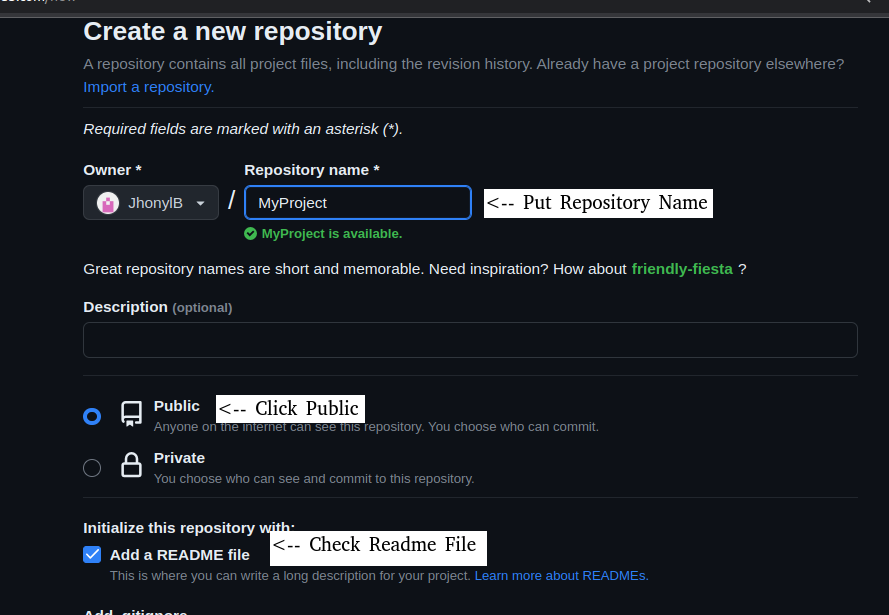 Create a new repository
A repository contains all project files, including the revision history. Already have a project repository elsewhere?
Import a repository.
Required fields are marked with an asterisk (*).
Owner * Repository name *
JhonylB / MyProject <-- Put Repository Name
MyProject is available.
Great repository names are short and memorable. Need inspiration? How about friendly-fiesta ?
Description (optional)
Public <-- Click Public
Anyone on the internet can see this repository. You choose who can commit.
Private
You choose who can see and commit to this repository.
Initialize this repository with:
Add a README file <-- Check Readme File
This is where you can write a long description for your project. Learn more about READMEs.
Add .gitignore